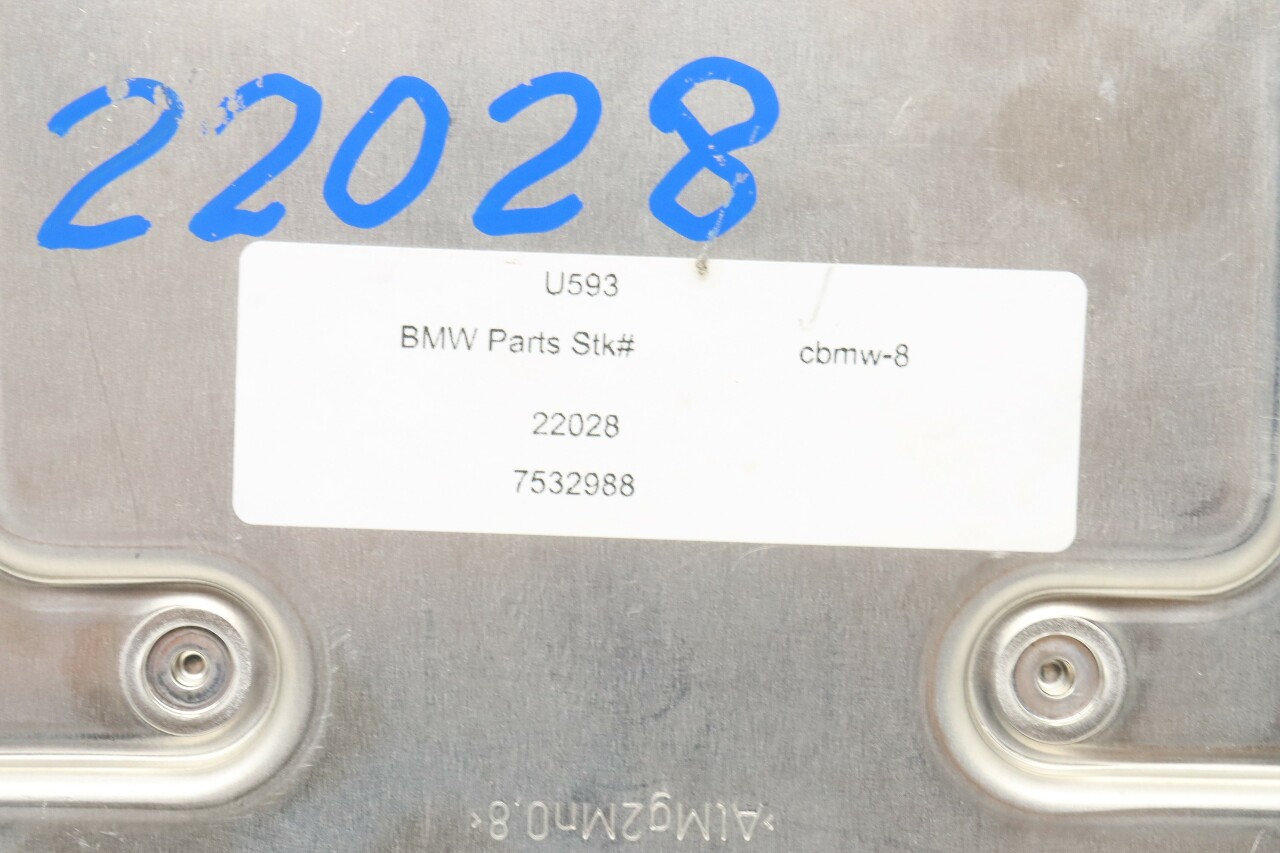 22028
U593
BMW Parts Stk# cbmw-8
22028
7532988
>AlMg2Mn0,8<